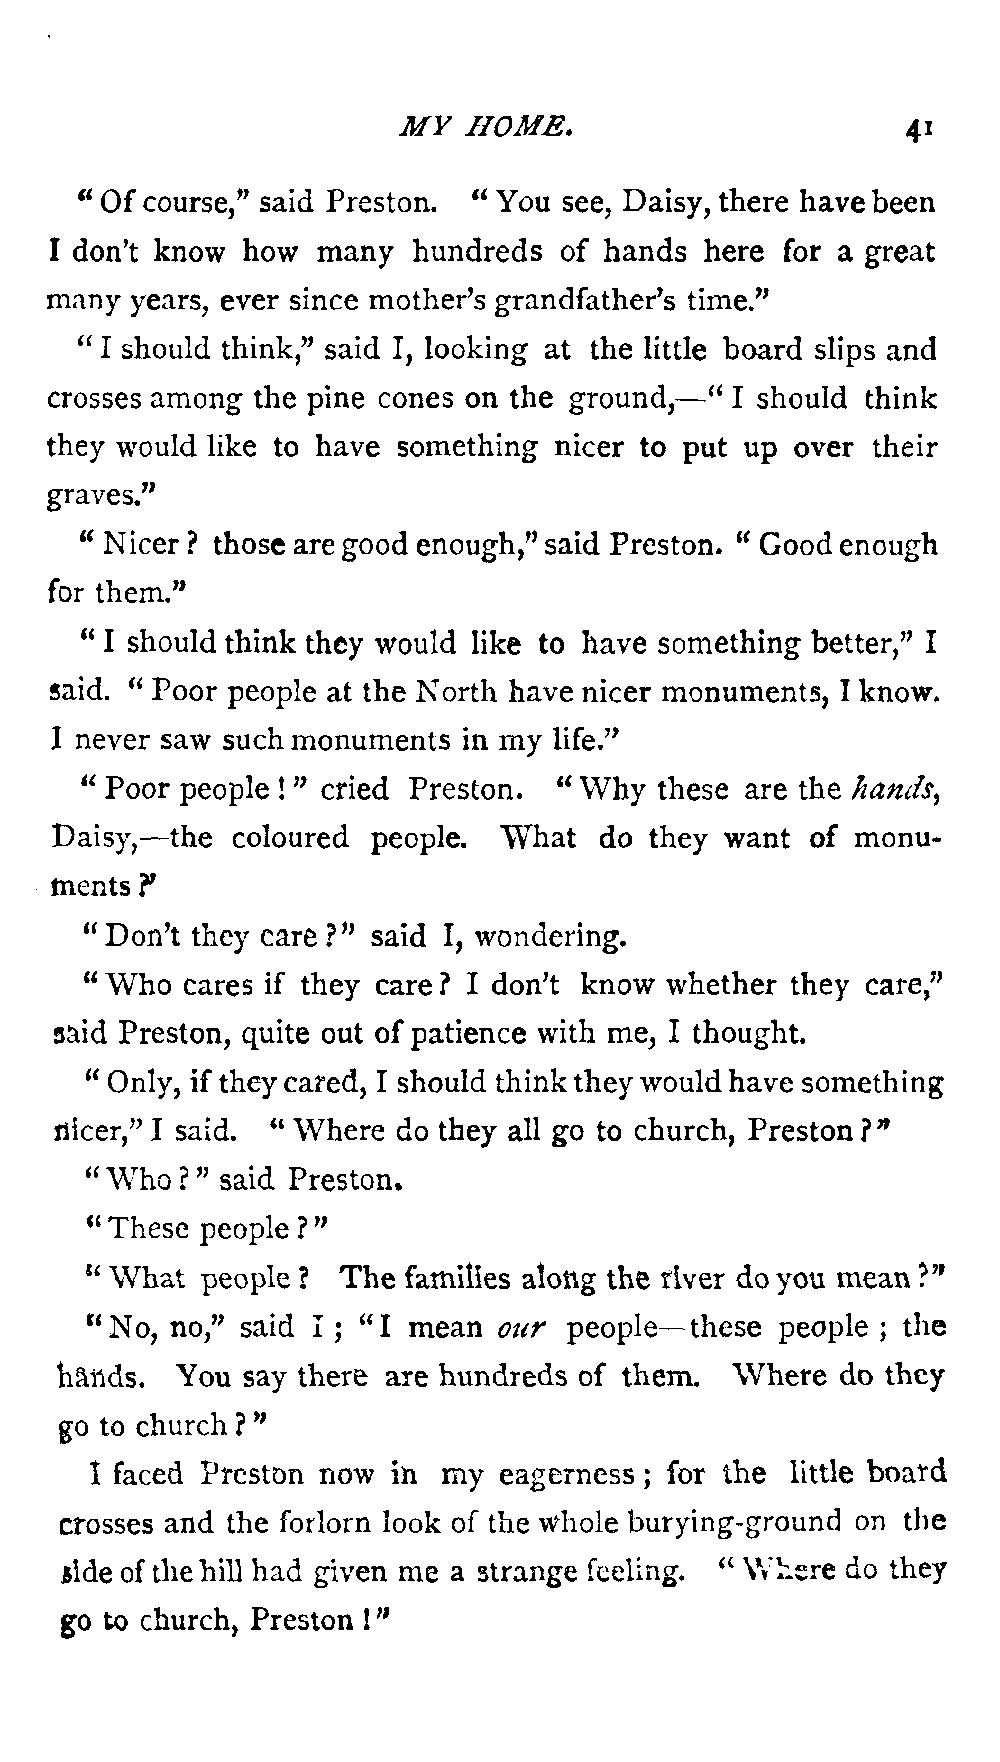 MY HOME. 41
"Of course," said Preston. "You see, Daisy, there have been
I don't know how many hundreds of hands here for a great
many years, ever since mother's grandfather's time."
"I should think," said I, looking at the little board slips and
crosses among the pine cones on the ground,—"I should think
they would like to have something nicer to put up over their
graves."
"Nicer? those are good enough," said Preston. "Good enough
for them."
"I should think they would like to have something better," I
said. "Poor people at the North have nicer monuments, I know.
I never saw such monuments in my life."
"Poor people!" cried Preston. "Why these are the hands,
Daisy,—the coloured people. What do they want of monu-
ments?"
"Don't they care?" said I, wondering.
"Who cares if they care? I don't know whether they care,"
said Preston, quite out of patience with me, I thought.
"Only, if they cared, I should think they would have something
nicer," I said. "Where do they all go to church, Preston?"
"Who?" said Preston.
"These people?"
"What people? The families along the river do you mean?"
"No, no," said I; "I mean our people—these people; the
hands. You say there are hundreds of them. Where do they
go to church?"
I faced Preston now in my eagerness; for the little board
crosses and the forlorn look of the whole burying-ground on the
side of the hill had given me a strange feeling. "Where do they
go to church, Preston!"